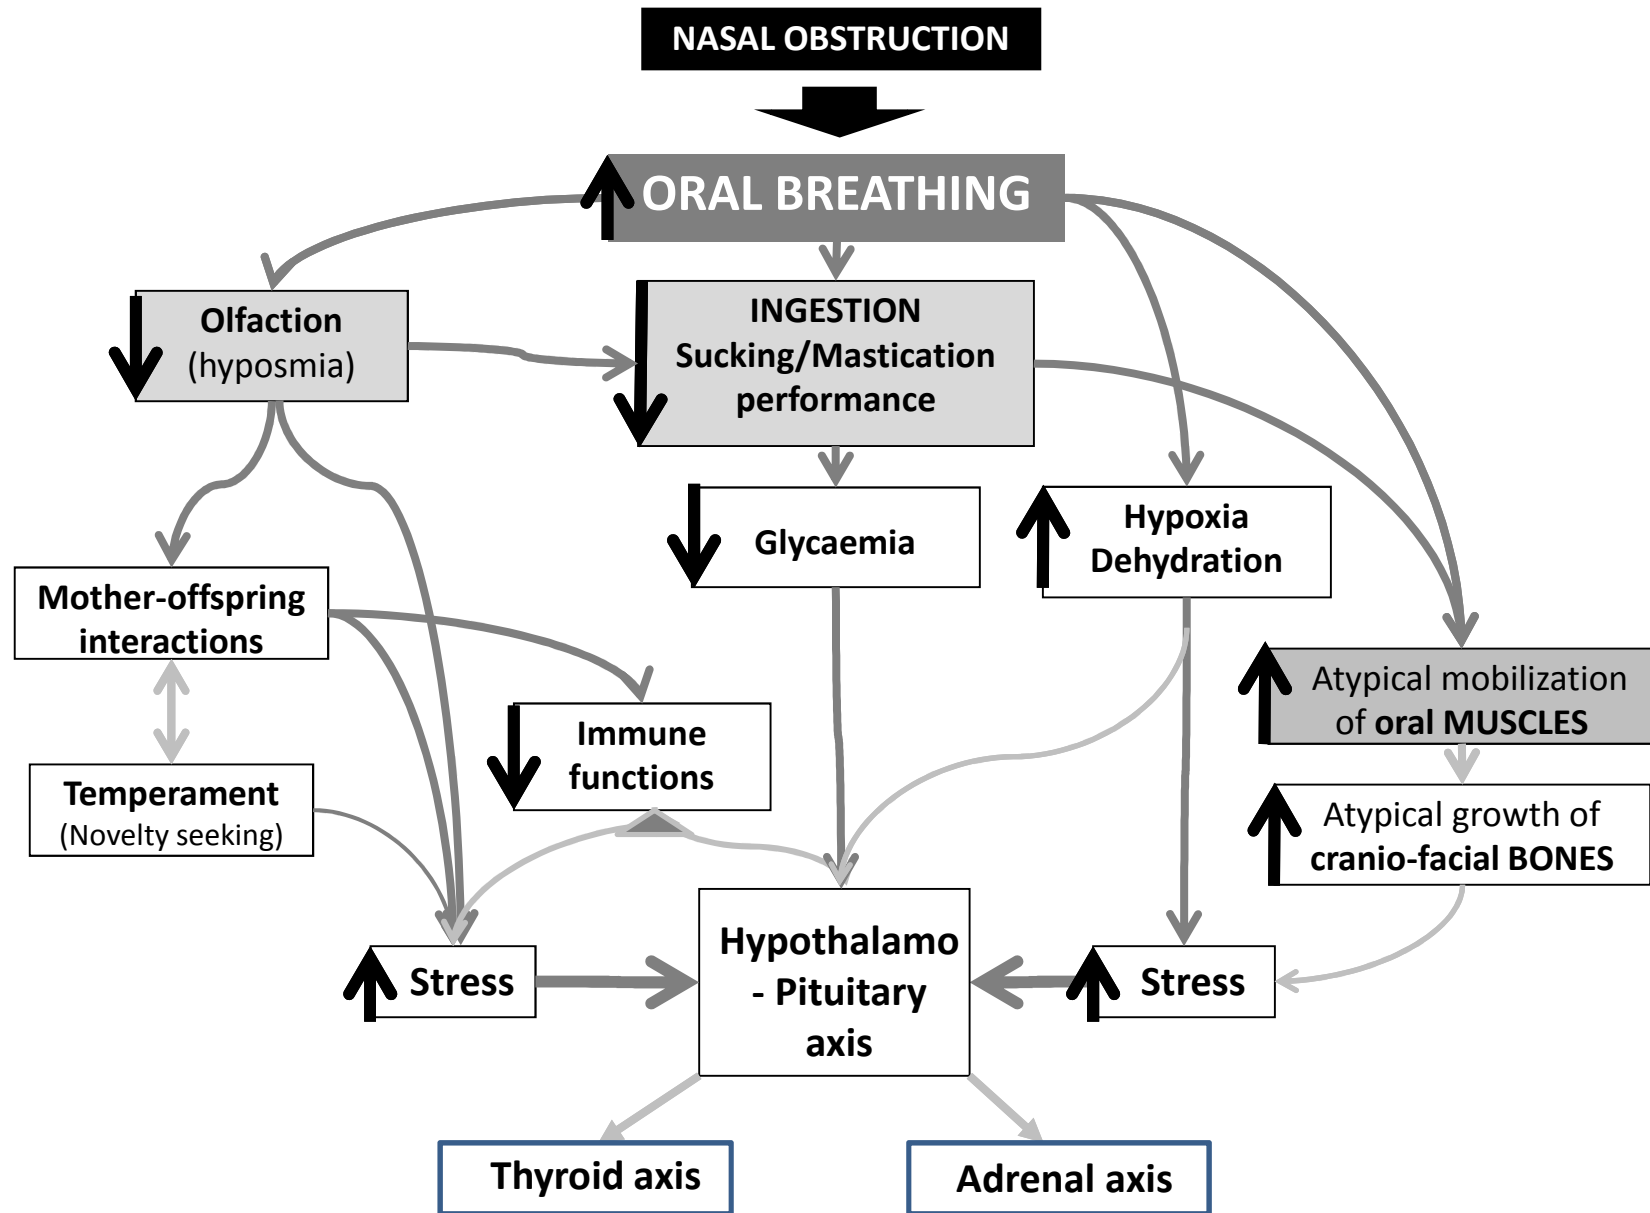 NASAL OBSTRUCTION
ORAL BREATHING
Olfaction
(hyposmia)
INGESTION
Sucking/Mastication
performance
Glycaemia
Hypoxia
Dehydration
Mother-offspring
interactions
Immune
functions
Atypical mobilization
of oral MUSCLES
Temperament
(Novelty seeking)
Atypical growth of
cranio-facial BONES
Stress
Hypothalamo
- Pituitary
axis
Stress
Thyroid axis
Adrenal axis